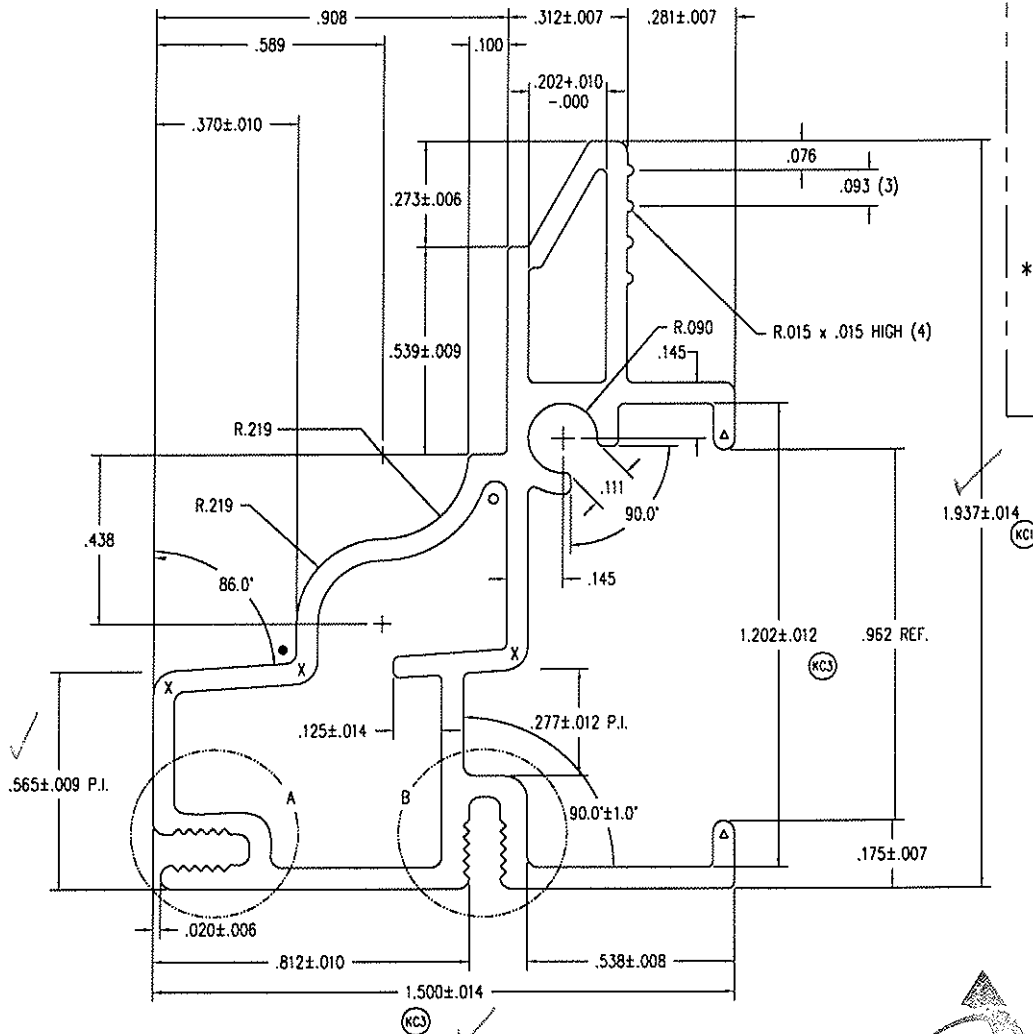 .908
.312±.007
.281±.007
.589
.100
.202+.010
-.000
.370±.010
.076
.093 (3)
.273±.006
*
R.090
R.015 x .015 HIGH (4)
.145
.539±.009
R.219
Δ
.111
R.219
O
90.0°
1.937±.014
KC1
.438
86.0°
.145
1.202±.012
.962 REF.
KC3
X
X
X
.125±.014
.277±.012 P.I.
.565±.009 P.I.
A
B
90.0°±1.0°
Δ
.175±.007
.020±.006
.812±.010
.538±.008
1.500±.014
KC3